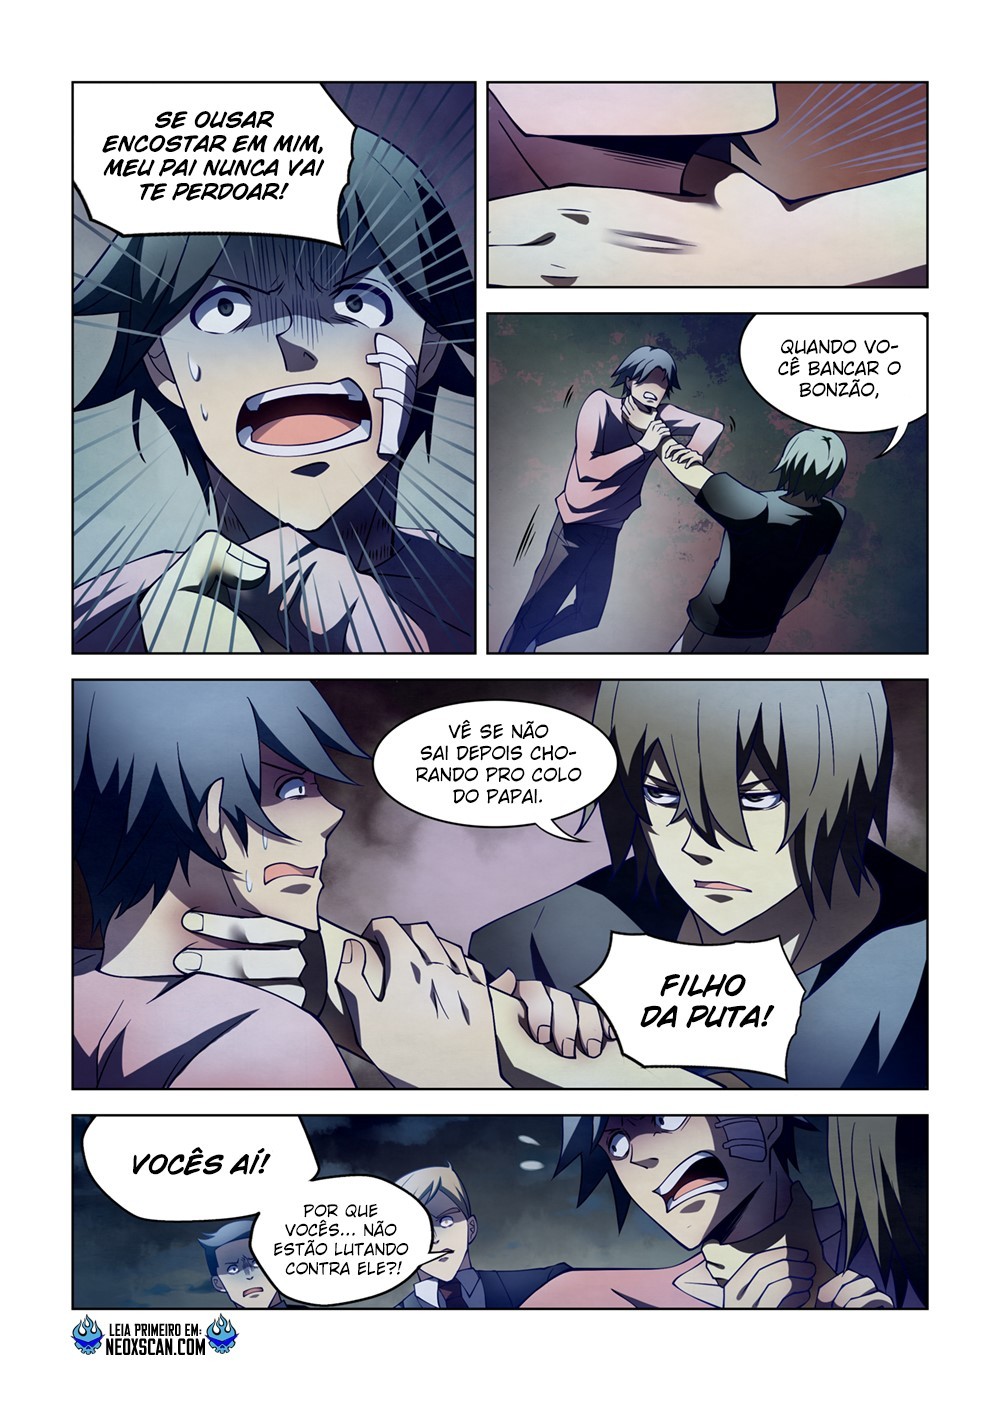 SE OUSAR
ENCOSTAR EM MIM,
MEU PAI NUNCA VAI
TE PERDOAR!
QUANDO VO-
CÊ BANCAR O
BONZÃO,
VÊ SE NÃO
SAI DEPOIS CHO-
RANDO PRO COLO
DO PAPAI.
FILHO
DA PUTA!
VOCÊS AÍ!
POR QUE
VOCÊS... NÃO
ESTÃO LUTANDO
CONTRA ELE?!
LEIA PRIMEIRO EM:
NEOXSCAN.COM